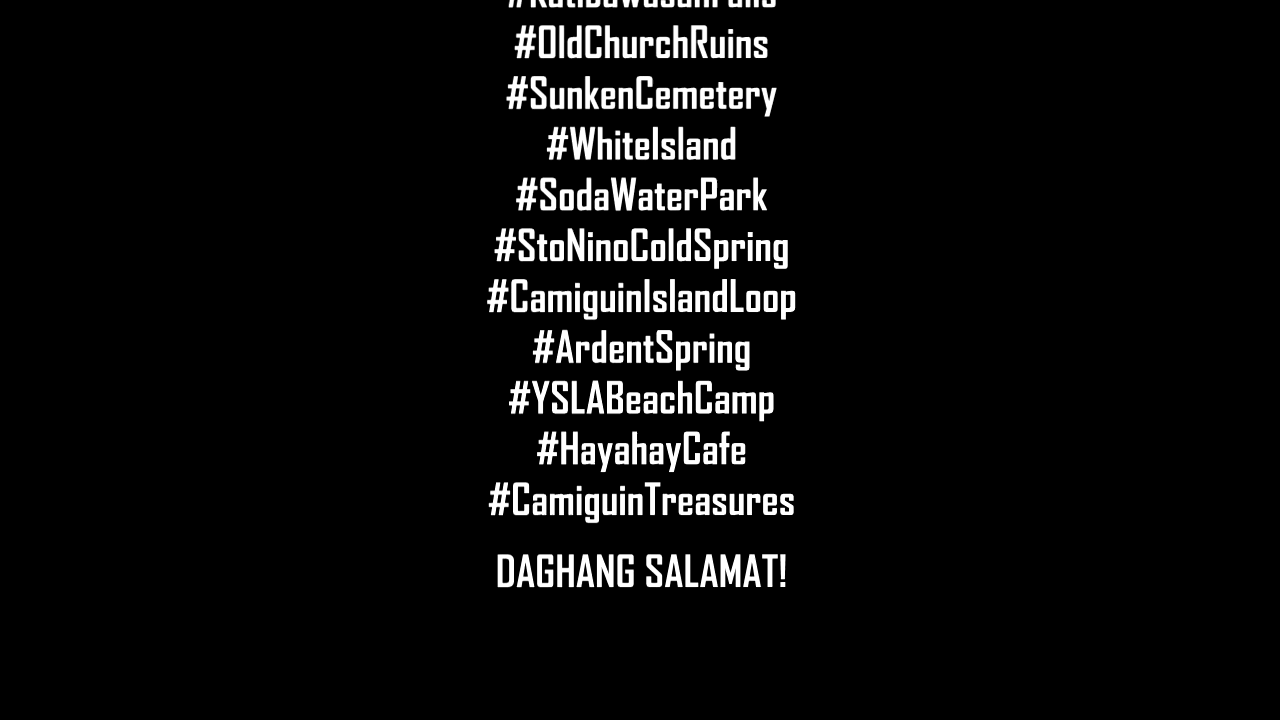 #OldChurchRuins
#SunkenCemetery
#WhiteIsland
#SodaWaterPark
#StoNinoColdSpring
#CamiguinIslandLoop
#ArdentSpring
#YSLABeachCamp
#HayahayCafe
#CamiguinTreasures
DAGHANG SALAMAT!